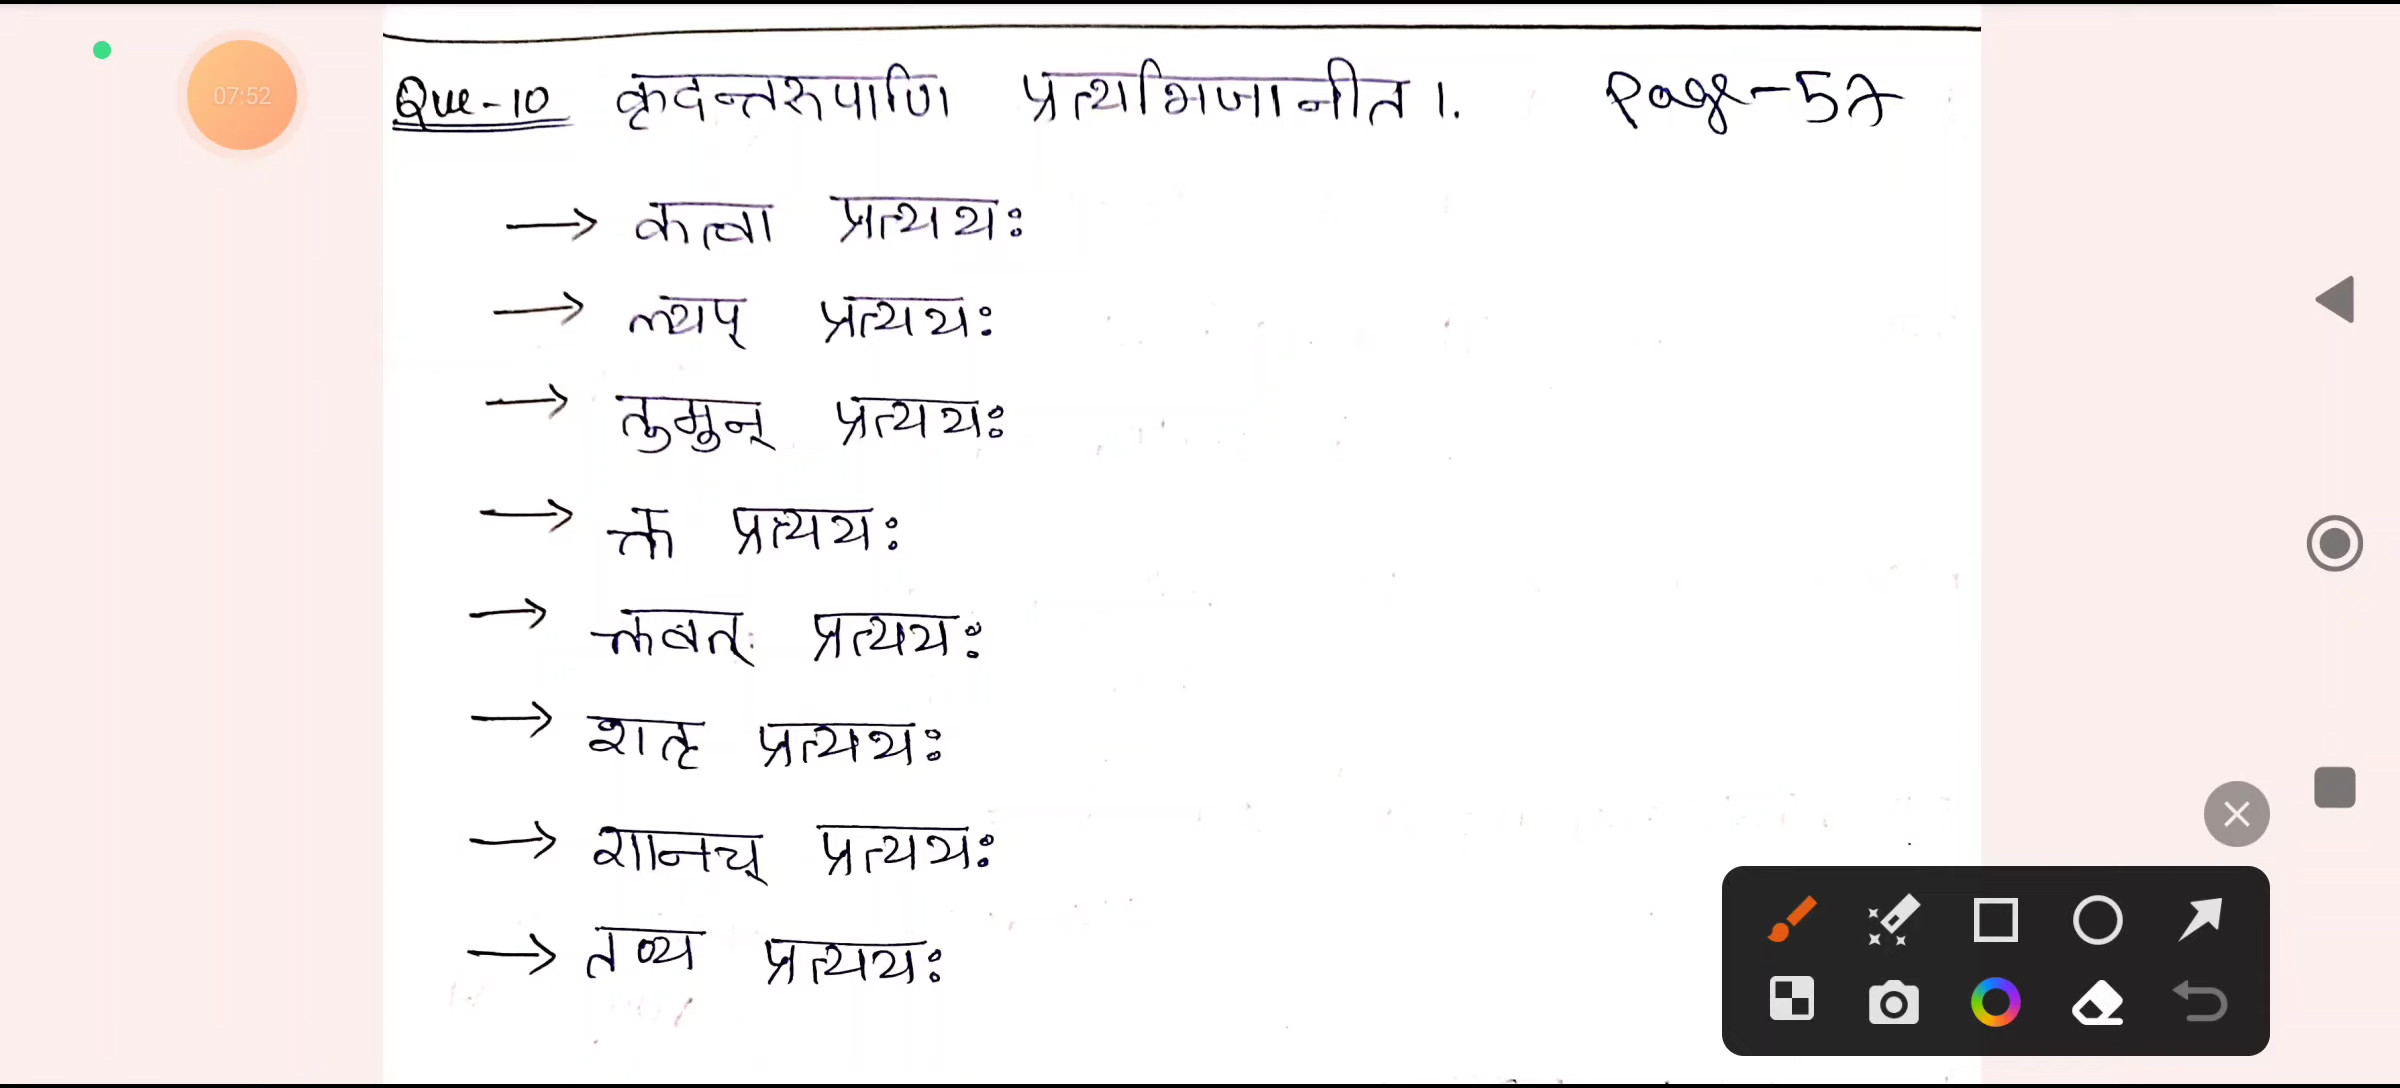 07:52
Que-10 कृदन्तरुपाणि प्रत्यभिजानीत ।. Page-57
→ कत्वा प्रत्ययः
→ ल्यप् प्रत्ययः
→ तुमुन् प्रत्ययः
→ क्त प्रत्ययः
→ क्तवत् प्रत्ययः
→ शतृ प्रत्ययः
→ शानच् प्रत्ययः
→ तव्य प्रत्ययः